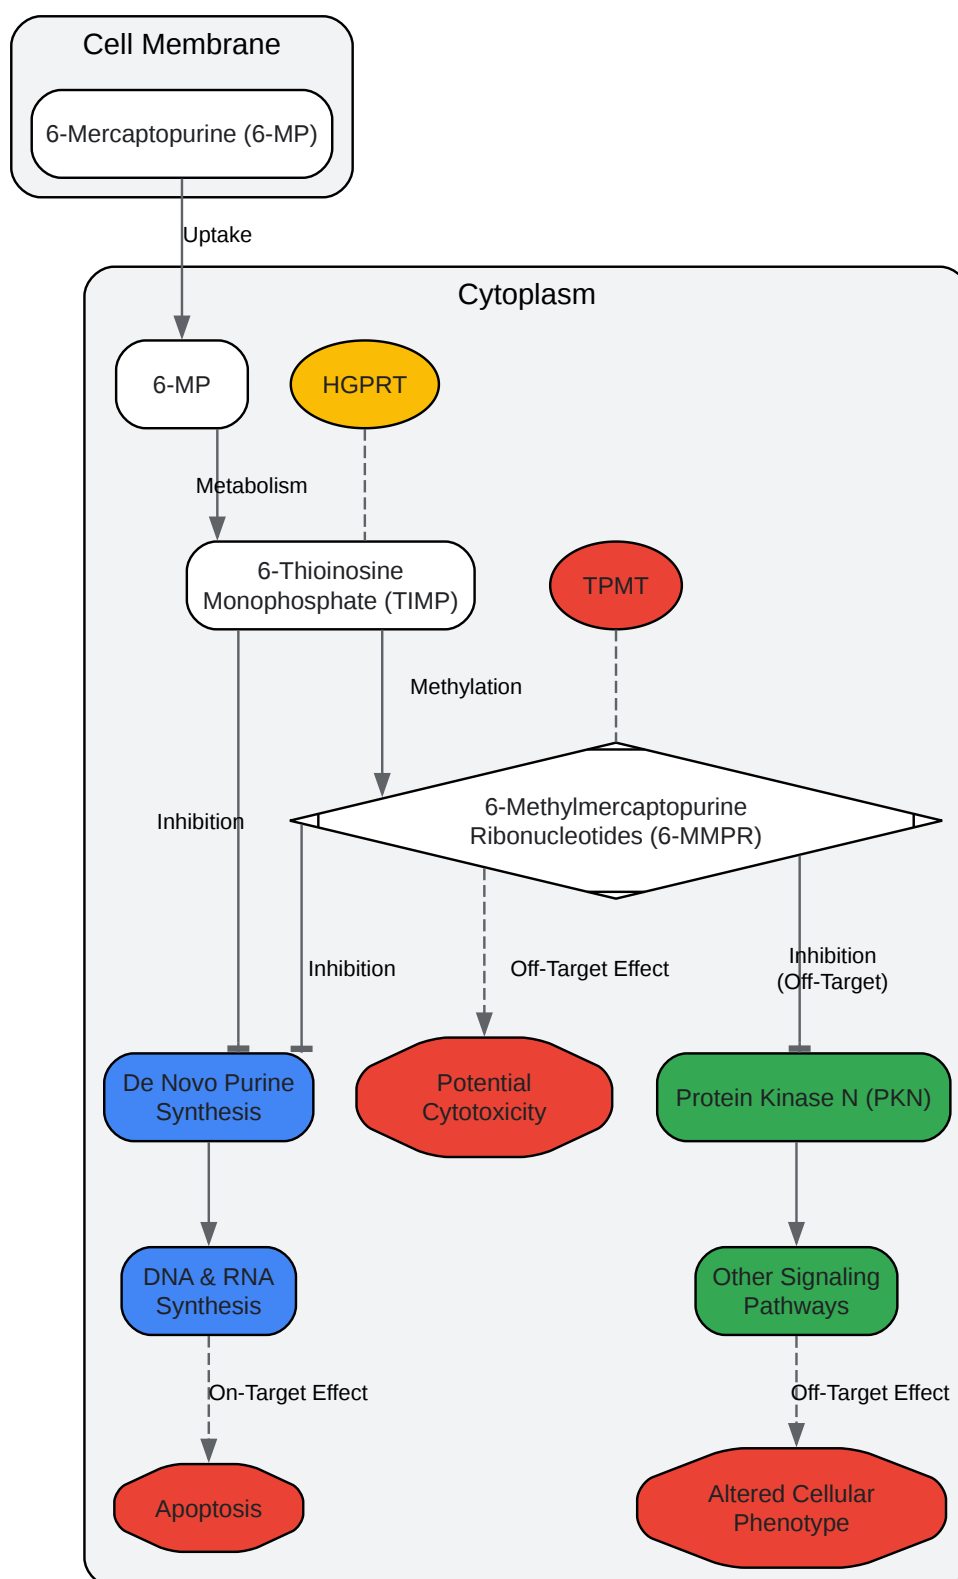 Cell Membrane
6-Mercaptopurine (6-MP)
Uptake
Cytoplasm
6-MP
HGPRT
Metabolism
6-Thioinosine
Monophosphate (TIMP)
TPMT
Methylation
6-Methylmercaptopurine
Ribonucleotides (6-MMPR)
Inhibition
Inhibition
Off-Target Effect
Inhibition
(Off-Target)
De Novo Purine
Synthesis
Potential
Cytotoxicity
Protein Kinase N (PKN)
DNA & RNA
Synthesis
Other Signaling
Pathways
On-Target Effect
Off-Target Effect
Apoptosis
Altered Cellular
Phenotype